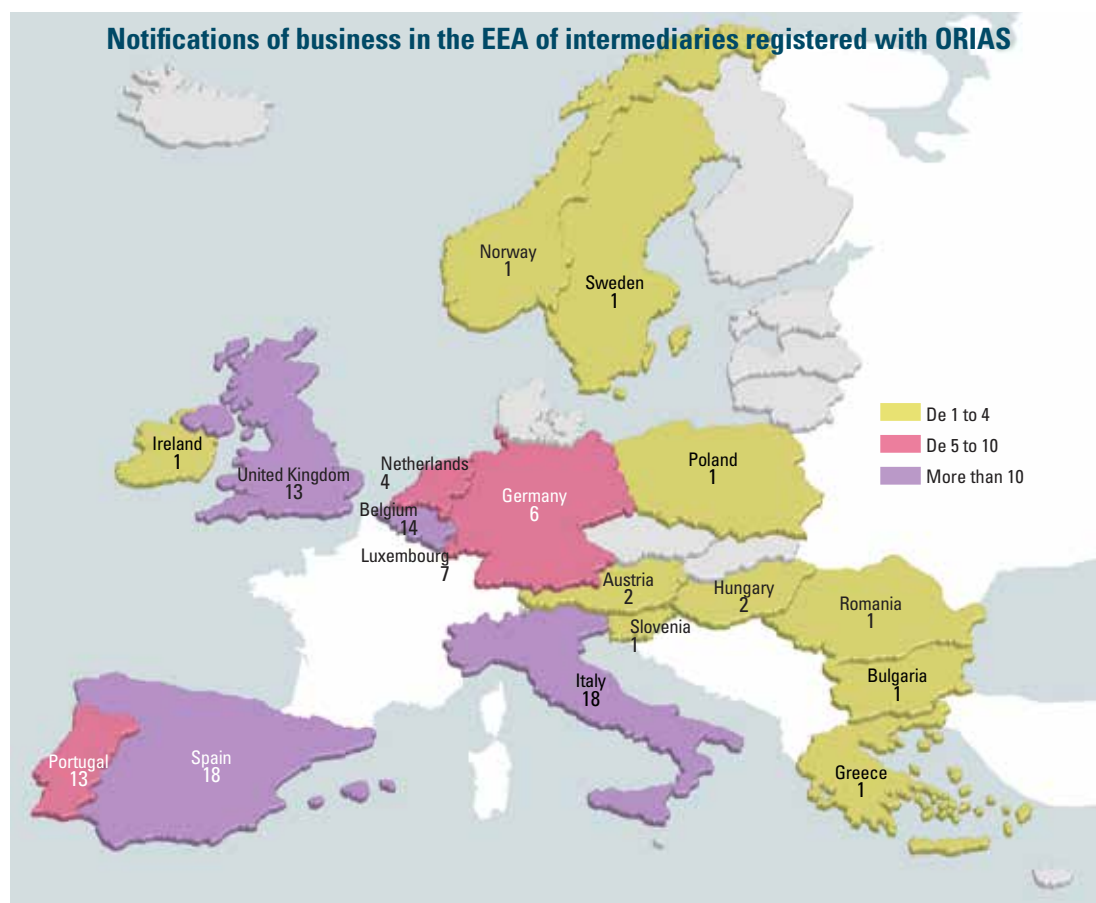 Notifications of business in the EEA of intermediaries registered with ORIAS
Norway
1
Sweden
1
De 1 to 4
De 5 to 10
More than 10
Ireland
1
United Kingdom
13
Netherlands
4
Belgium
14
Luxembourg
7
Germany
6
Poland
1
Austria
2
Hungary
2
Slovenia
1
Romania
1
Bulgaria
1
Italy
18
Greece
1
Portugal
13
Spain
18